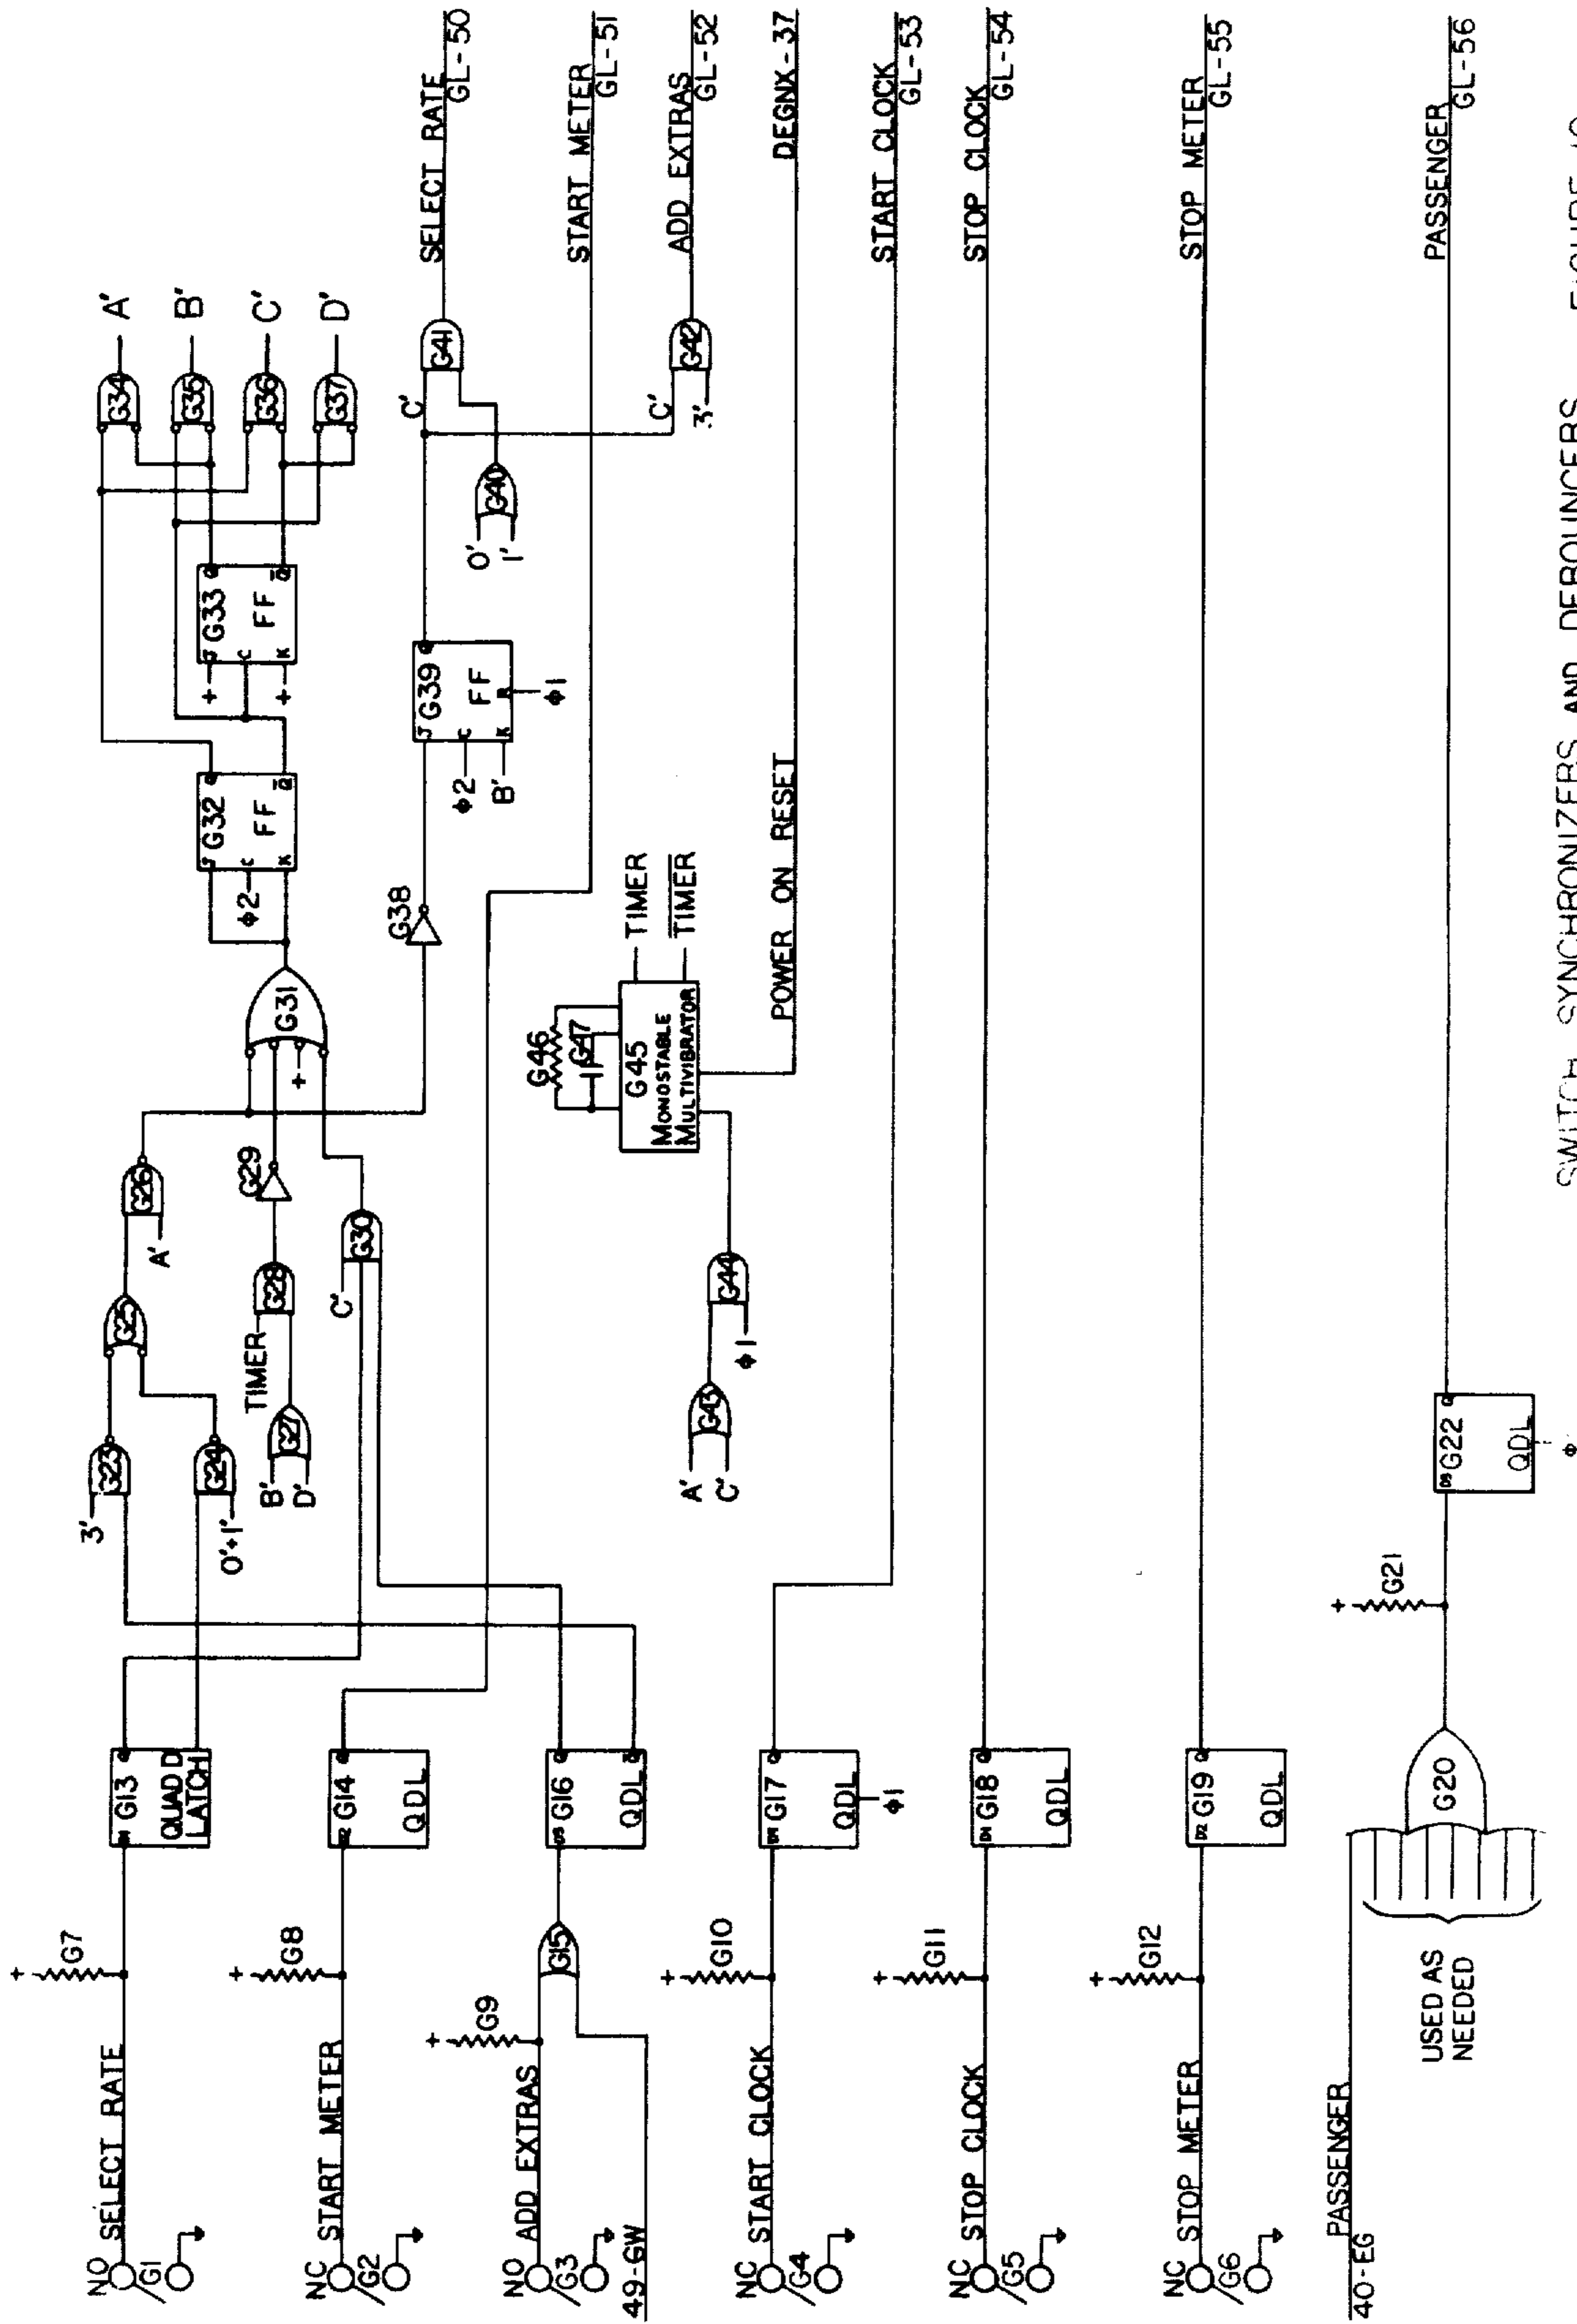 NO SELECT RATE
G1
+
G7
G13
D1
Q
QUAD D
LATCH
NC START METER
G2
+
G8
G14
D2
Q
QDL
NO ADD EXTRAS
G3
49-GW
+
G9
G15
G16
D3
Q
Q̅
QDL
NC START CLOCK
G4
+
G10
G17
D4
Q
QDL
φ1
NC STOP CLOCK
G5
+
G11
G18
D1
Q
QDL
NC STOP METER
G6
+
G12
G19
D2
Q
QDL
PASSENGER
40-EG
USED AS
NEEDED
G20
+
G21
G22
D3
Q
QDL
φ
3'
G23
G24
0'+1'
G25
G26
A'
B'
D'
G27
TIMER
G28
G29
C'
G30
G31
+
A'
C'
G43
G44
φ1
G46
G47
G45
MONOSTABLE
MULTIVIBRATOR
TIMER
TIMER
POWER ON RESET
DEGNX-37
G38
G32
J
C
K
FF
Q
Q̅
φ2
G33
J
C
K
FF
Q
Q̅
+
+
G34
A'
G35
B'
G36
C'
G37
D'
G39
J
C
K
FF
Q
R
φ2
B'
φ1
0'
1'
G40
C'
G41
C'
3'
G42
SELECT RATE
GL-50
START METER
GL-51
ADD EXTRAS
GL-52
START CLOCK
GL-53
STOP CLOCK
GL-54
STOP METER
GL-55
PASSENGER
GL-56
SWITCH SYNCHRONIZERS AND DEBOUNCERS